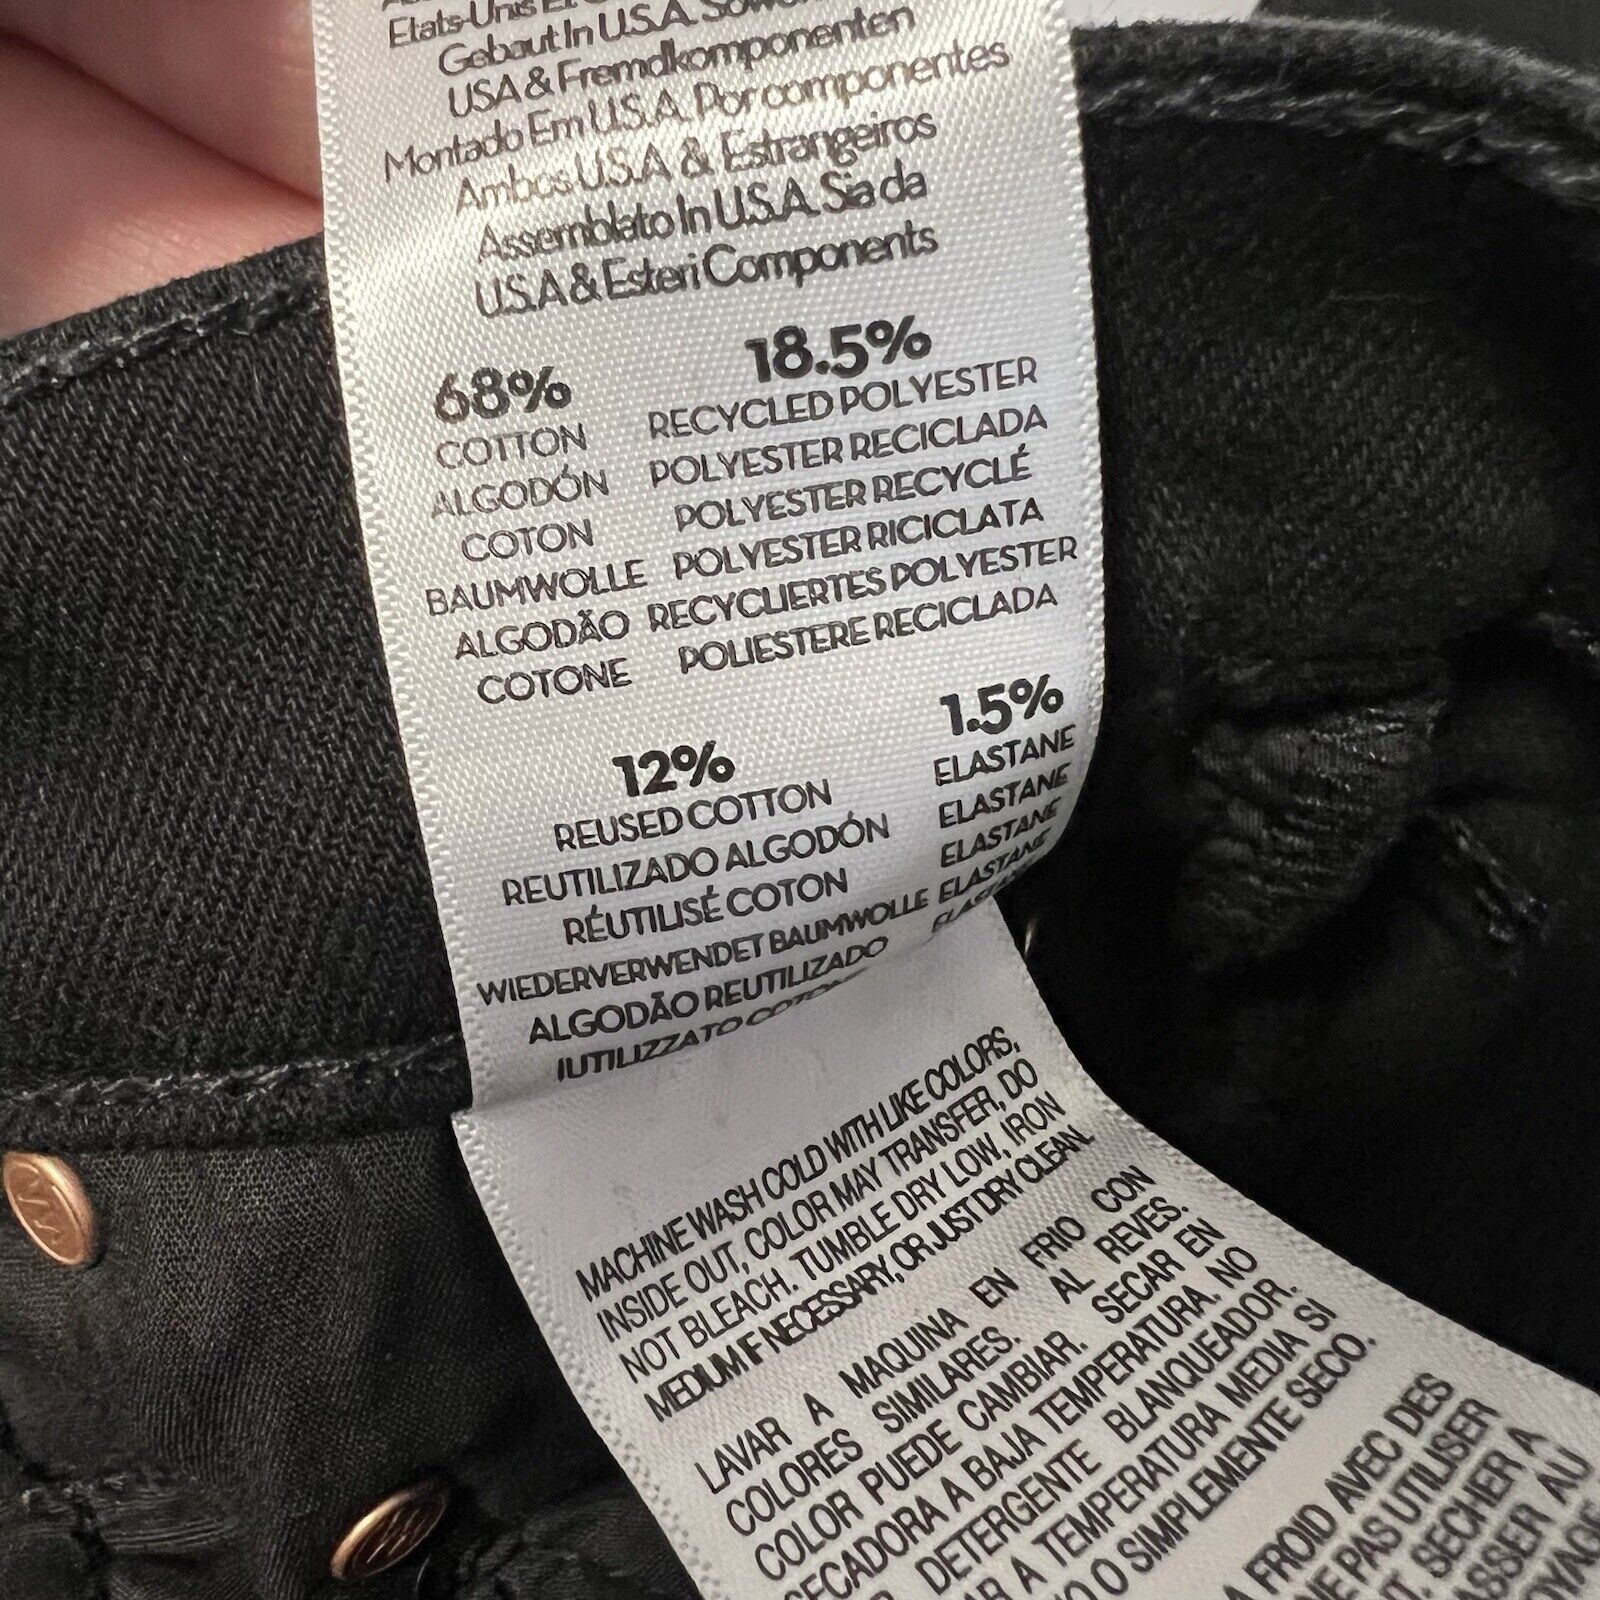 Etats-Unis Et
Gebaut In U.S.A.
USA & Fremdkomponenten
Montado Em U.S.A. Por componentes
Ambos U.S.A & Estrangeiros
Assemblato In U.S.A. Sia da
U.S.A & Esteri Components
68%
COTTON
ALGODÓN
COTON
BAUMWOLLE
ALGODÃO
COTONE
18.5%
RECYCLED POLYESTER
POLYESTER RECICLADA
POLYESTER RECYCLÉ
POLYESTER RICICLATA
RECYCLIERTES POLYESTER
POLIESTERE RECICLADA
12%
REUSED COTTON
REUTILIZADO ALGODÓN
RÉUTILISÉ COTON
WIEDERVERWENDET BAUMWOLLE
ALGODÃO REUTILIZADO
IUTILIZZATO
1.5%
ELASTANE
ELASTANE
ELASTANE
ELASTANE
MACHINE WASH COLD WITH LIKE COLORS,
INSIDE OUT, COLOR MAY TRANSFER, DO
NOT BLEACH. TUMBLE DRY LOW, IRON
MEDIUM IF NECESSARY, OR JUST DRY CLEAN.
LAVAR A MAQUINA EN FRIO CON
COLORES SIMILARES. AL REVES.
COLOR PUEDE CAMBIAR. SECAR EN
SECADORA A BAJA TEMPERATURA. NO
DETERGENTE BLANQUEADOR.
A TEMPERATURA MEDIA SI
O SIMPLEMENTE SECO.
A FROID AVEC DES
NE PAS UTILISER
SECHER A